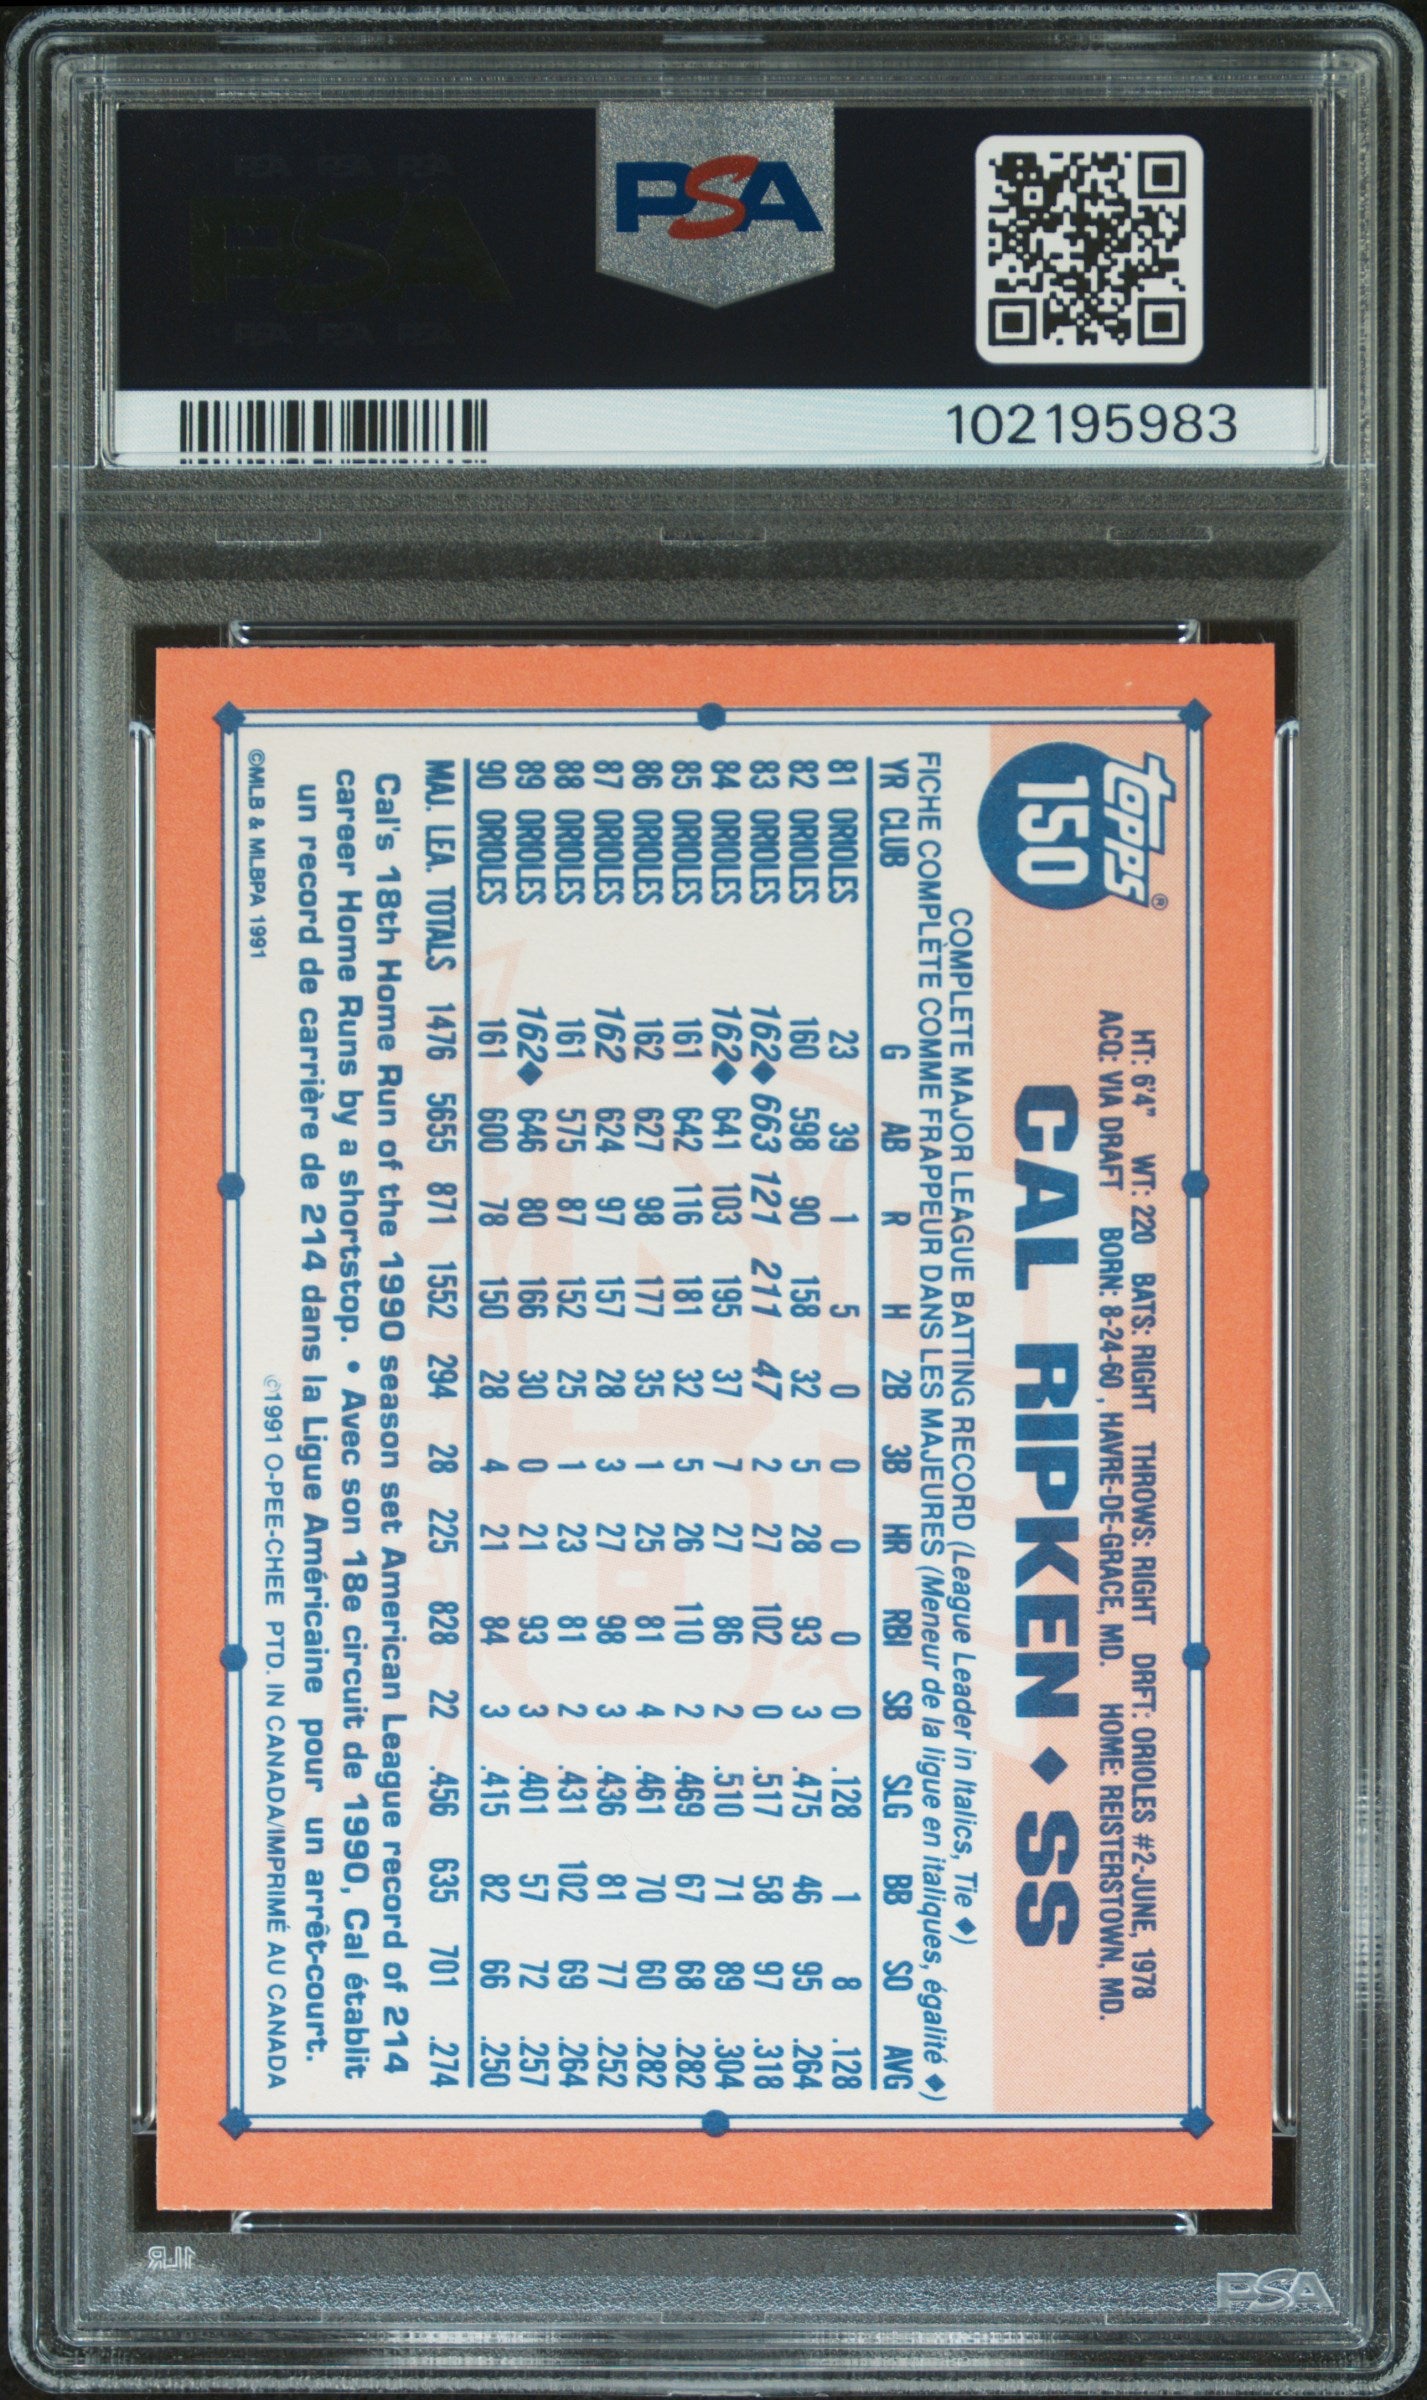 PSA PSA PSA
PSA
PSA PSA PSA
PSA
102195983
topps®
150
HT: 6'4" WT: 220 BATS: RIGHT THROWS: RIGHT DRFT: ORIOLES #2-JUNE, 1978
ACQ: VIA DRAFT BORN: 8-24-60, HAVRE-DE-GRACE, MD. HOME: REISTERSTOWN, MD.
CAL RIPKEN ◆ SS
COMPLETE MAJOR LEAGUE BATTING RECORD (League Leader in Italics, Tie ◆)
FICHE COMPLÈTE COMME FRAPPEUR DANS LES MAJEURES (Meneur de la ligue en italiques, égalité ◆)
YR CLUB G AB R H 2B 3B HR RBI SB SLG BB SO AVG
81 ORIOLES 23 39 1 5 0 0 0 0 0 .128 1 8 .128
82 ORIOLES 160 598 90 158 32 5 28 93 3 .475 46 95 .264
83 ORIOLES 162◆ 663 121 211 47 2 27 102 0 .517 58 97 .318
84 ORIOLES 162◆ 641 103 195 37 7 27 86 2 .510 71 89 .304
85 ORIOLES 161 642 116 181 32 5 26 110 2 .469 67 68 .282
86 ORIOLES 162 627 98 177 35 1 25 81 4 .461 70 60 .282
87 ORIOLES 162 624 97 157 28 3 27 98 3 .436 81 77 .252
88 ORIOLES 161 575 87 152 25 1 23 81 2 .431 102 69 .264
89 ORIOLES 162◆ 646 80 166 30 0 21 93 3 .401 57 72 .257
90 ORIOLES 161 600 78 150 28 4 21 84 3 .415 82 66 .250
MAJ. LEA. TOTALS 1476 5655 871 1552 294 28 225 828 22 .456 635 701 .274
Cal's 18th Home Run of the 1990 season set American League record of 214
career Home Runs by a shortstop. • Avec son 18e circuit de 1990, Cal établit
un record de carrière de 214 dans la Ligue Américaine pour un arrêt-court.
©MLB & MLBPA 1991 ©1991 O-PEE-CHEE PTD. IN CANADA/IMPRIMÉ AU CANADA
1LR
PSA